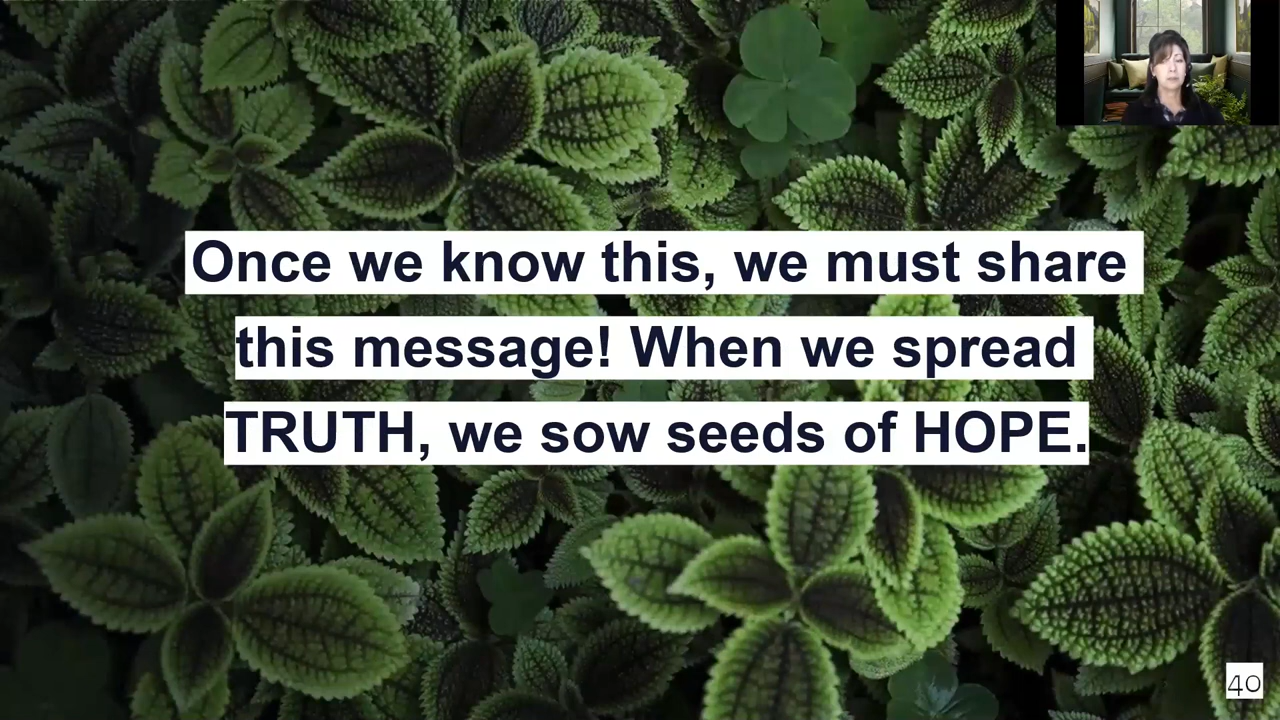 Once we know this, we must share
this message! When we spread
TRUTH, we sow seeds of HOPE.
40